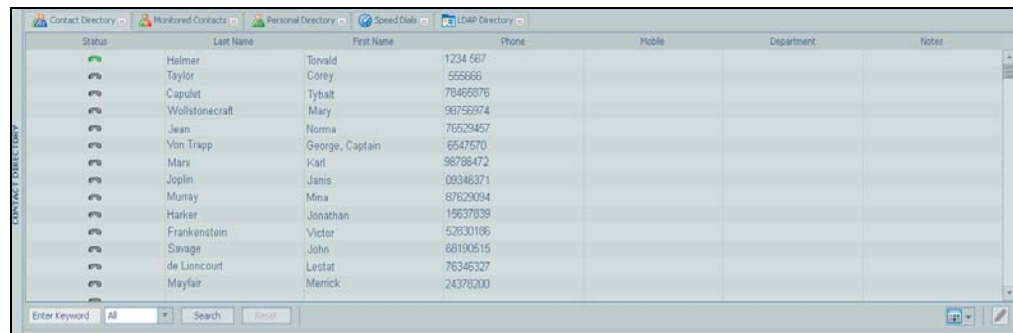 Contact Directory Monitored Contacts Personal Directory Speed Dials LDAP Directory
Status Last Name First Name Phone Mobile Department Notes
Helmer Torvald 1234 567
Taylor Corey 555666
Capulet Tybalt 78465876
Wollstonecraft Mary 98756974
Jean Norma 76529457
Von Trapp George, Captain 6547570
Marx Karl 98786472
Joplin Janis 09346371
Murray Mina 87629094
Harker Jonathan 15637839
Frankenstein Victor 52830186
Savage John 68190515
de Lioncourt Lestat 76346327
Mayfair Merrick 24378200
CONTACT DIRECTORY
Enter Keyword All Search Reset